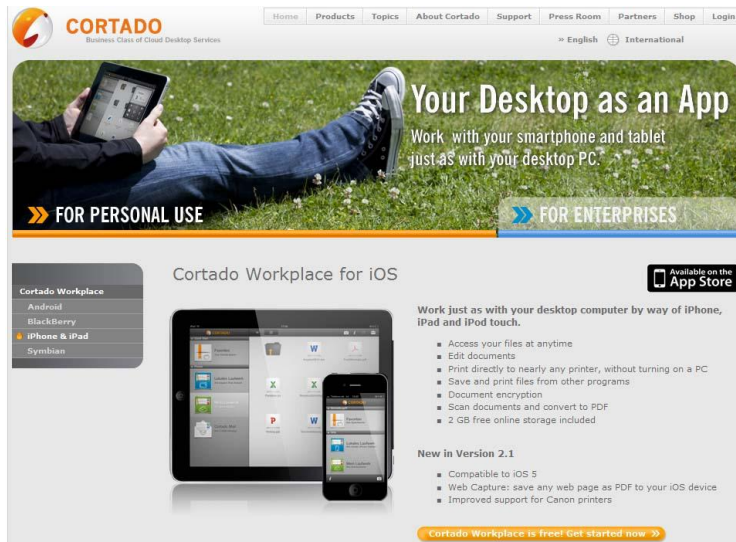 CORTADO
Business Class of Cloud Desktop Services
Home Products Topics About Cortado Support Press Room Partners Shop Login
» English International
Your Desktop as an App
Work with your smartphone and tablet
just as with your desktop PC.
FOR PERSONAL USE
FOR ENTERPRISES
Cortado Workplace
Android
BlackBerry
iPhone & iPad
Symbian
Cortado Workplace for iOS
Available on the
App Store
Work just as with your desktop computer by way of iPhone,
iPad and iPod touch.
Access your files at anytime
Edit documents
Print directly to nearly any printer, without turning on a PC
Save and print files from other programs
Document encryption
Scan documents and convert to PDF
2 GB free online storage included
New in Version 2.1
Compatible to iOS 5
Web Capture: save any web page as PDF to your iOS device
Improved support for Canon printers
Cortado Workplace is free! Get started now »